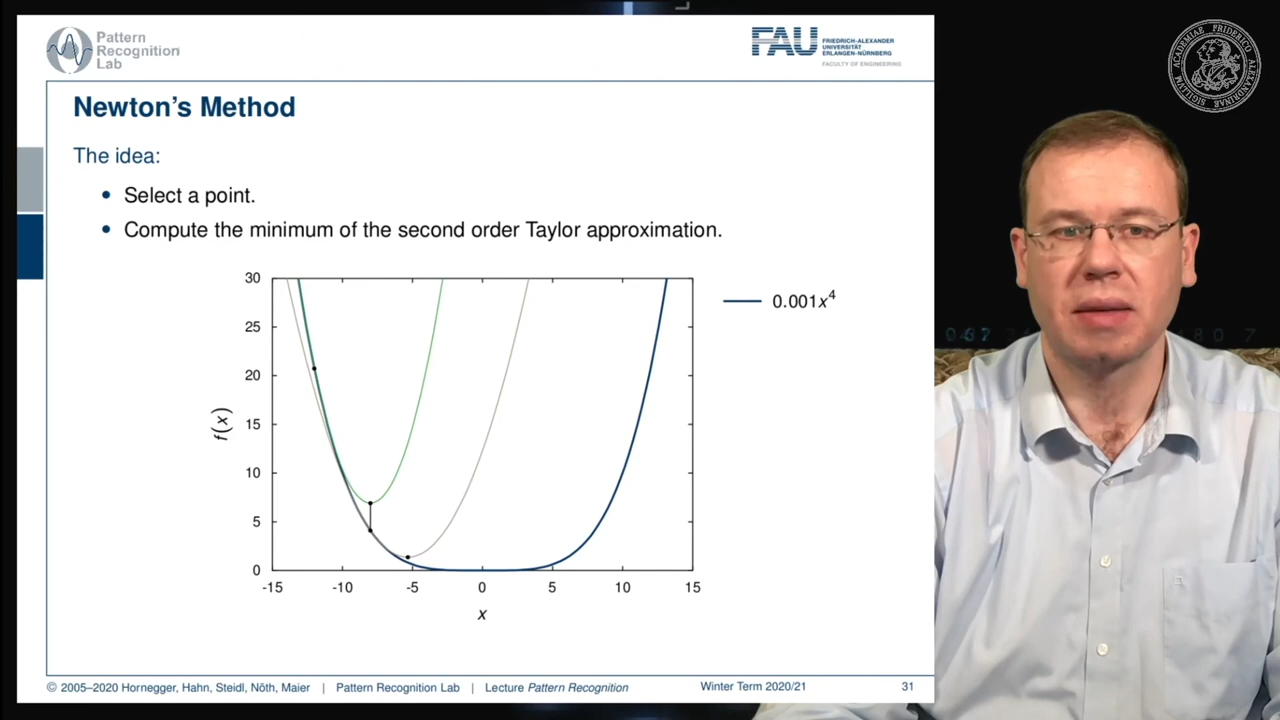 Pattern
Recognition
Lab
FAU
FRIEDRICH-ALEXANDER
UNIVERSITÄT
ERLANGEN-NÜRNBERG
FACULTY OF ENGINEERING
Newton's Method
The idea:
• Select a point.
• Compute the minimum of the second order Taylor approximation.
30
25
20
15
10
5
0
f(x)
-15 -10 -5 0 5 10 15
x
0.001x⁴
© 2005–2020 Hornegger, Hahn, Steidl, Nöth, Maier | Pattern Recognition Lab | Lecture Pattern Recognition Winter Term 2020/21 31